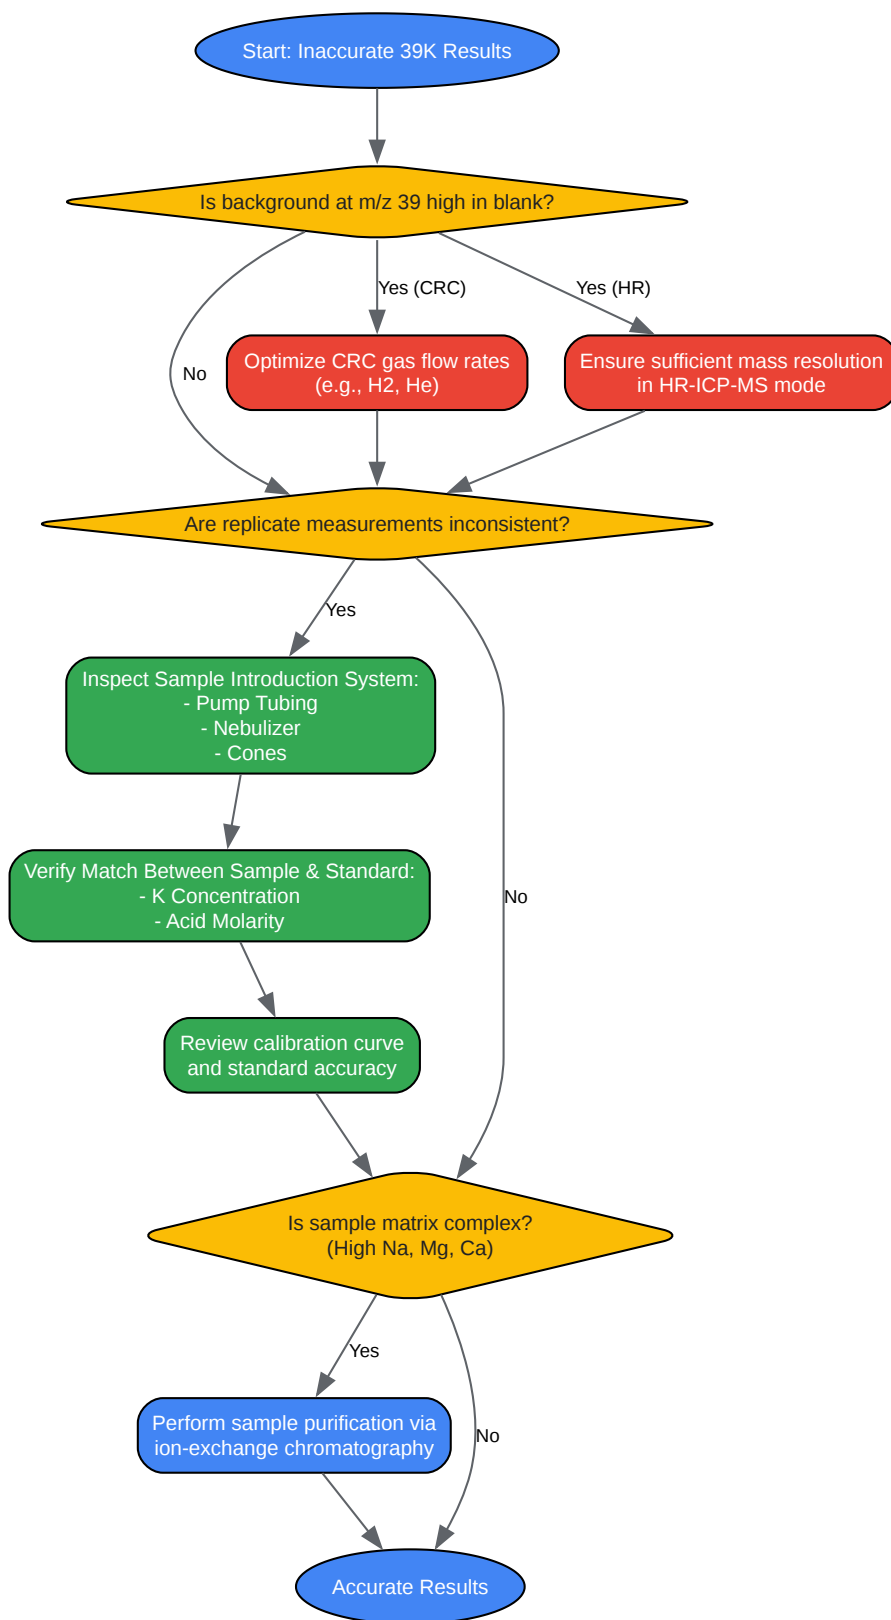 Start: Inaccurate 39K Results
Is background at m/z 39 high in blank?
Yes (CRC)
Yes (HR)
No
Optimize CRC gas flow rates
(e.g., H2, He)
Ensure sufficient mass resolution
in HR-ICP-MS mode
Are replicate measurements inconsistent?
Yes
Inspect Sample Introduction System:
- Pump Tubing
- Nebulizer
- Cones
Verify Match Between Sample & Standard:
- K Concentration
- Acid Molarity
No
Review calibration curve
and standard accuracy
Is sample matrix complex?
(High Na, Mg, Ca)
Yes
Perform sample purification via
ion-exchange chromatography
No
Accurate Results